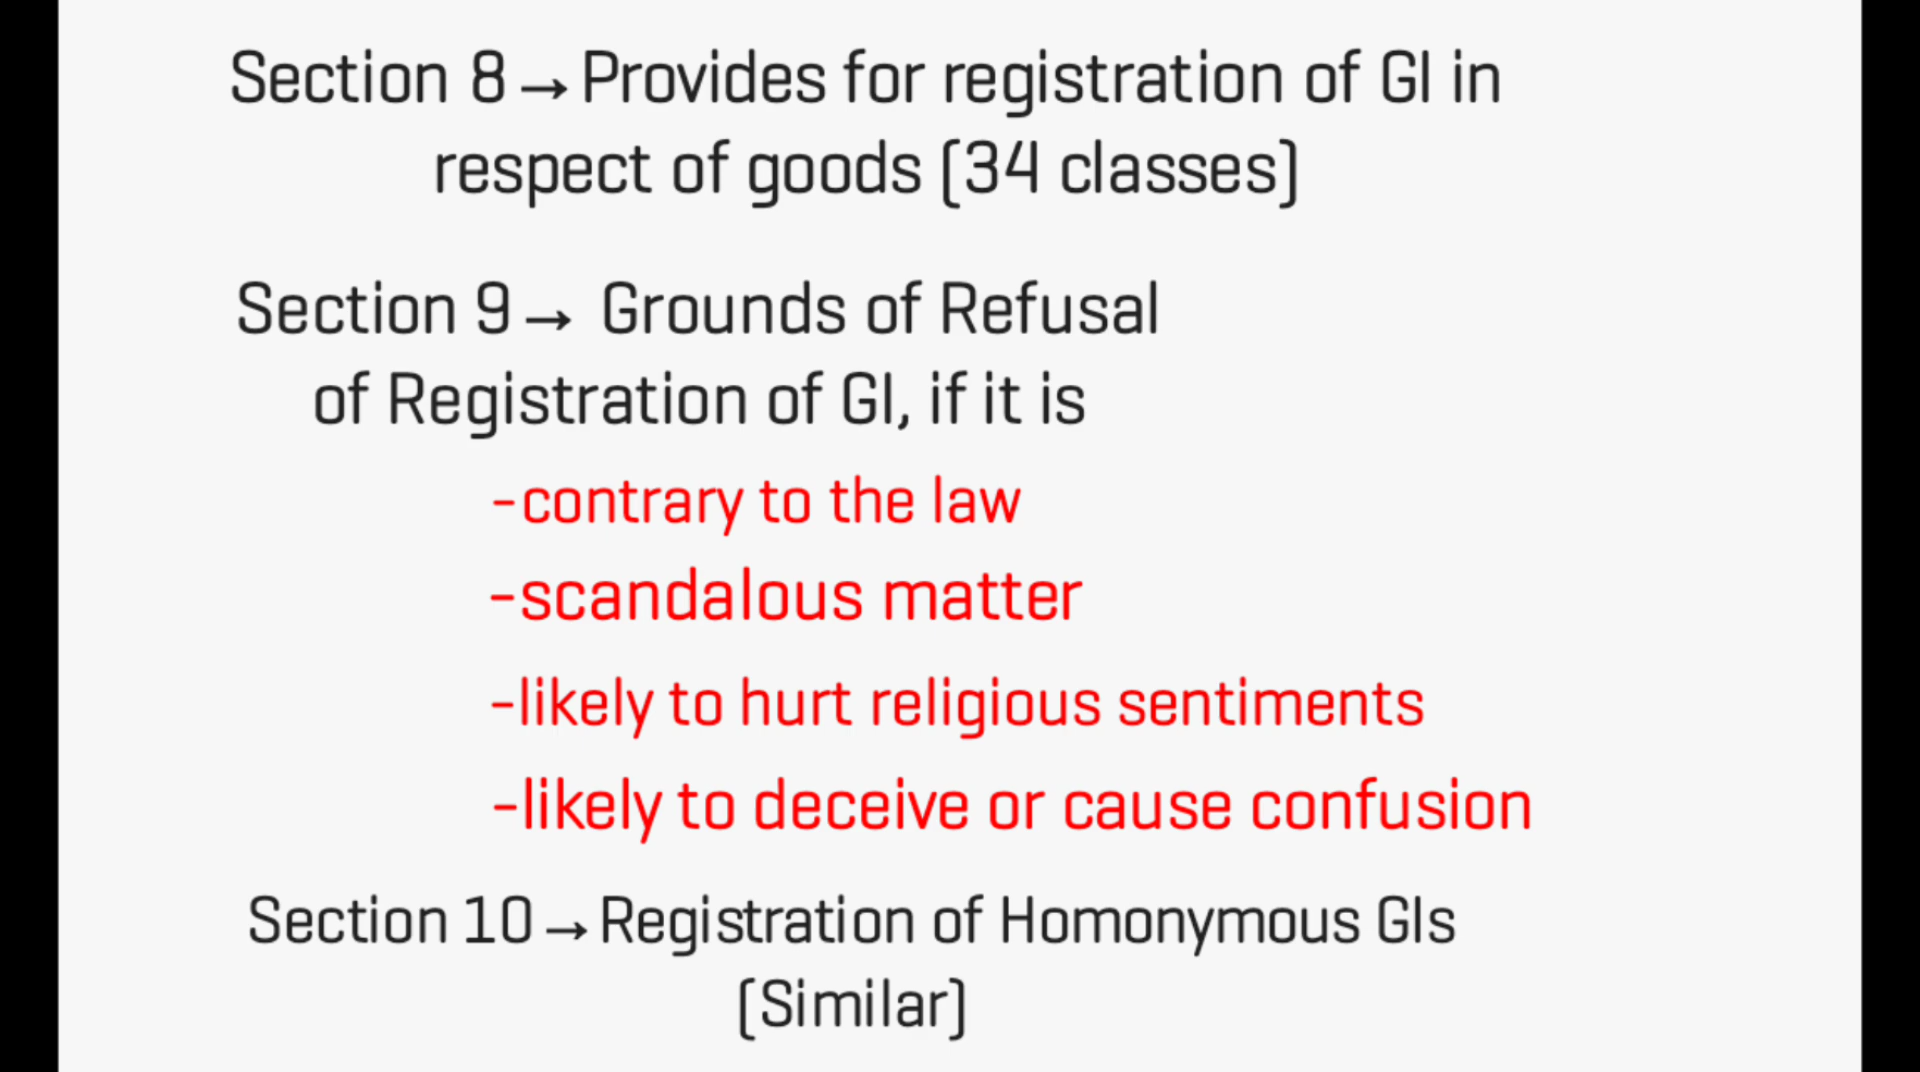 Section 8→Provides for registration of GI in
respect of goods (34 classes)
Section 9→ Grounds of Refusal
of Registration of GI, if it is
-contrary to the law
-scandalous matter
-likely to hurt religious sentiments
-likely to deceive or cause confusion
Section 10→Registration of Homonymous GIs
(Similar)